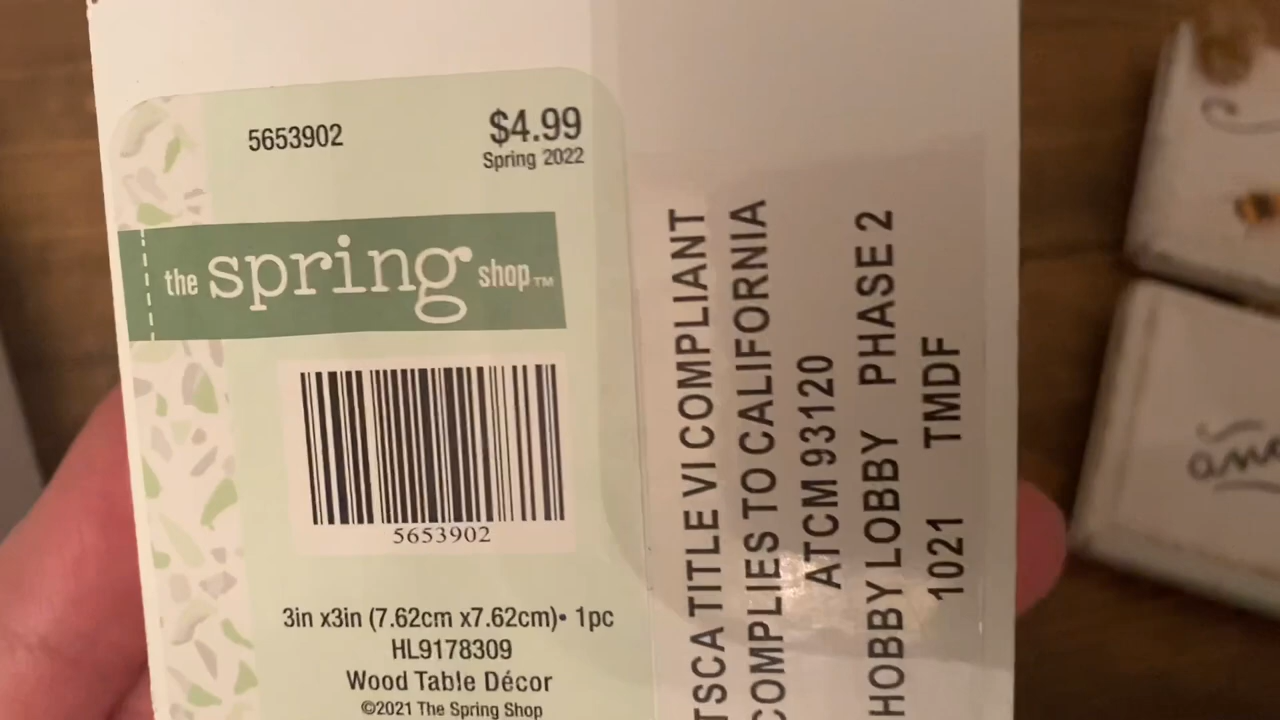 5653902
$4.99
Spring 2022
the spring shop™
5653902
3in x3in (7.62cm x7.62cm)• 1pc
HL9178309
Wood Table Décor
©2021 The Spring Shop
TSCA TITLE VI COMPLIANT
COMPLIES TO CALIFORNIA
ATCM 93120
HOBBY LOBBY PHASE 2
1021 TMDF